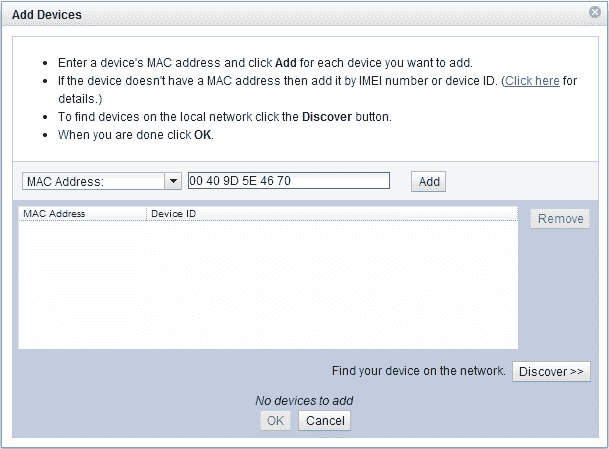 Add Devices
• Enter a device's MAC address and click Add for each device you want to add.
• If the device doesn't have a MAC address then add it by IMEI number or device ID. (Click here for
details.)
• To find devices on the local network click the Discover button.
• When you are done click OK.
MAC Address: 00 40 9D 5E 46 70 Add
MAC Address Device ID Remove
Find your device on the network. Discover >>
No devices to add
OK Cancel